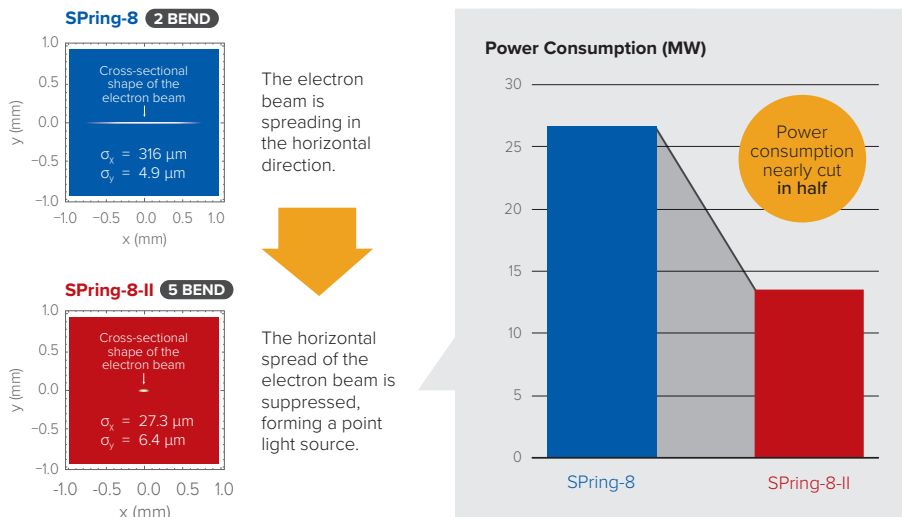 SPring-8 2 BEND
1.0
0.5
0.0
−0.5
−1.0
y (mm)
Cross-sectional
shape of the
electron beam
σx = 316 μm
σy = 4.9 μm
-1.0 −0.5 0.0 0.5 1.0
x (mm)
The electron
beam is
spreading in
the horizontal
direction.
SPring-8-II 5 BEND
1.0
0.5
0.0
−0.5
−1.0
y (mm)
Cross-sectional
shape of the
electron beam
σx = 27.3 μm
σy = 6.4 μm
-1.0 -0.5 0.0 0.5 1.0
x (mm)
The horizontal
spread of the
electron beam is
suppressed,
forming a point
light source.
Power Consumption (MW)
30
25
20
15
10
5
0
Power
consumption
nearly cut
in half
SPring-8 SPring-8-II